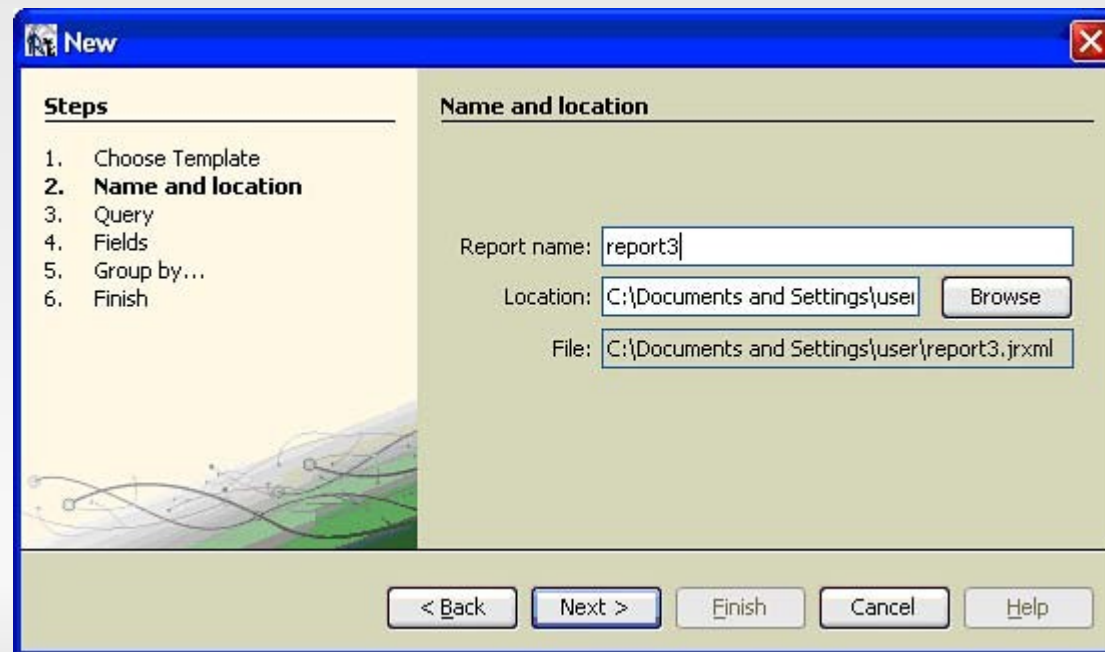 New
Steps
1. Choose Template
2. Name and location
3. Query
4. Fields
5. Group by...
6. Finish
Name and location
Report name: report3
Location: C:\Documents and Settings\user Browse
File: C:\Documents and Settings\user\report3.jrxml
< Back Next > Finish Cancel Help